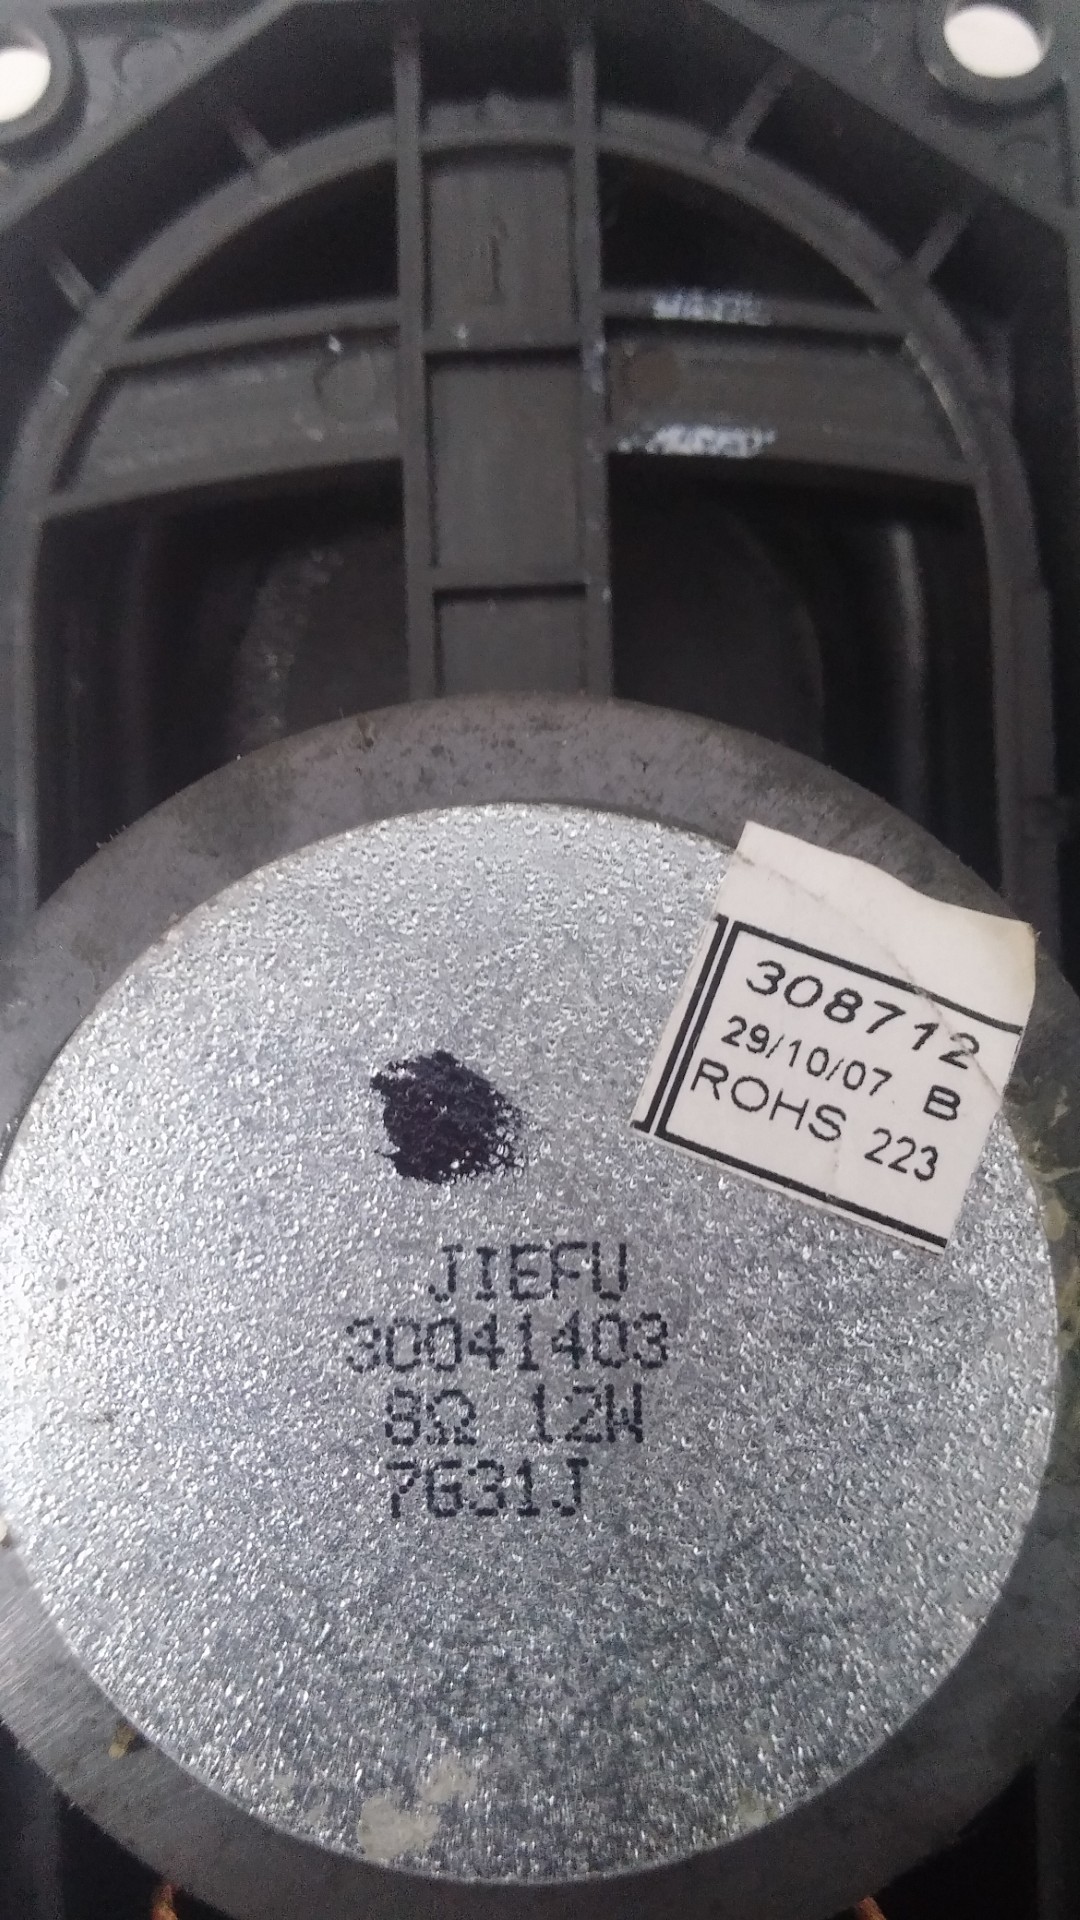 308712
29/10/07 B
ROHS 223
JIEFU
30041403
8Ω 12W
7G31J